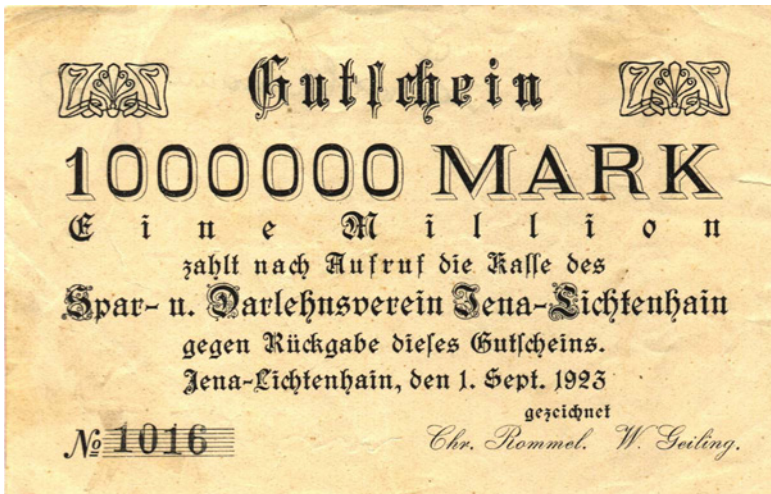 Gutschein
1000000 MARK
Eine Million
zahlt nach Aufruf die Kasse des
Spar- u. Darlehnsverein Jena-Lichtenhain
gegen Rückgabe dieses Gutscheins.
Jena-Lichtenhain, den 1. Sept. 1923
gezeichnet
№ 1016 Chr. Rommel. W. Geiling.